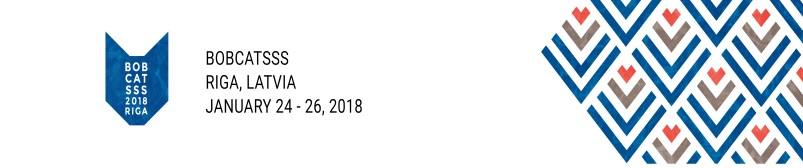 BOB
CAT
SSS
2018
RIGA
BOBCATSSS
RIGA, LATVIA
JANUARY 24 - 26, 2018